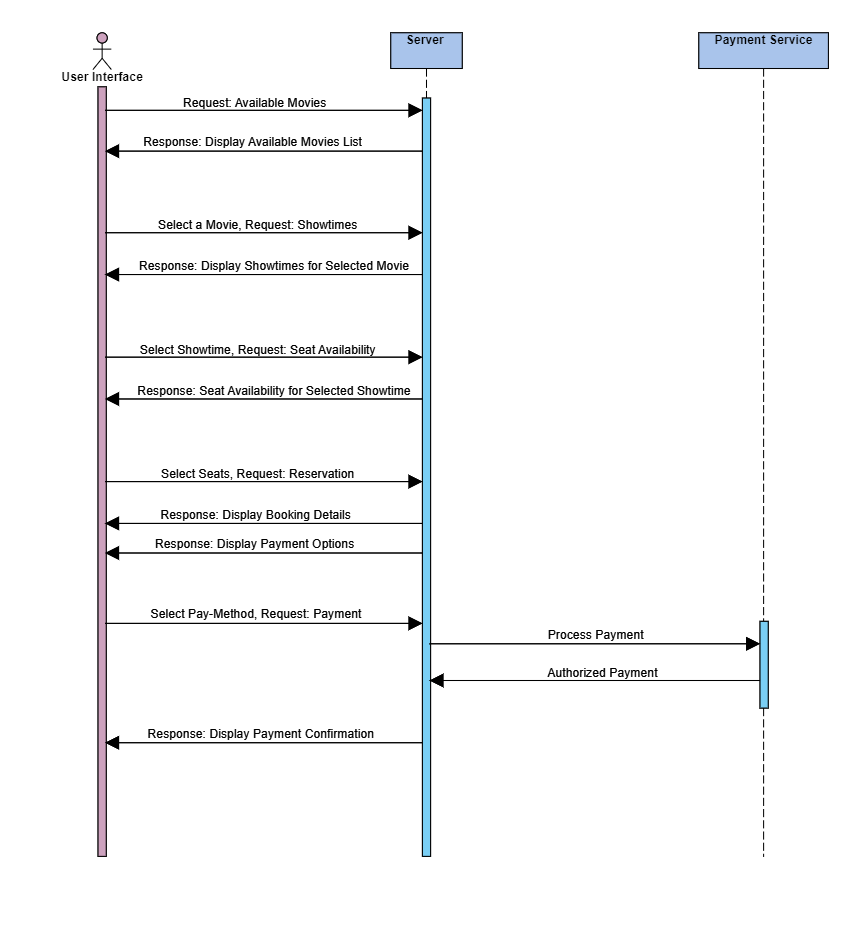 Server
Payment Service
User Interface
Request: Available Movies
Response: Display Available Movies List
Select a Movie, Request: Showtimes
Response: Display Showtimes for Selected Movie
Select Showtime, Request: Seat Availability
Response: Seat Availability for Selected Showtime
Select Seats, Request: Reservation
Response: Display Booking Details
Response: Display Payment Options
Select Pay-Method, Request: Payment
Process Payment
Authorized Payment
Response: Display Payment Confirmation